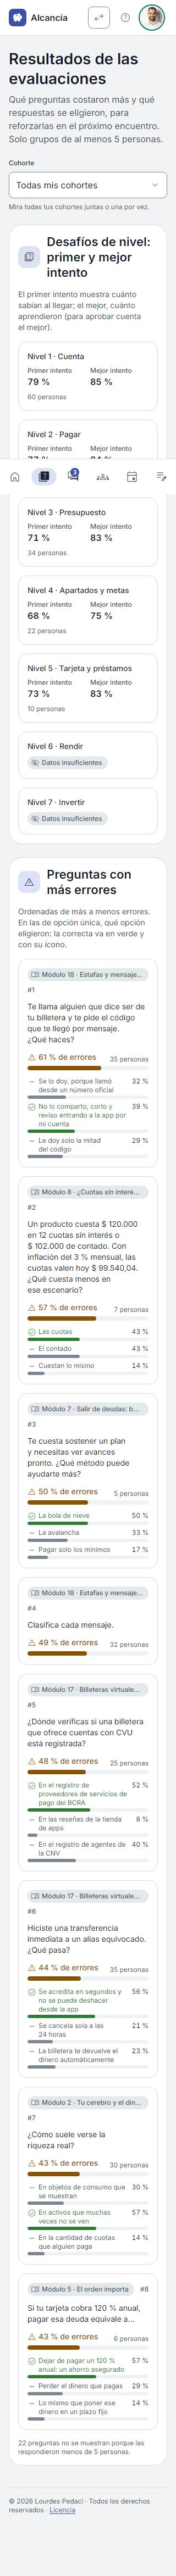 Alcancía
Resultados de las
evaluaciones
Qué preguntas costaron más y qué
respuestas se eligieron, para
reforzarlas en el próximo encuentro.
Solo grupos de al menos 5 personas.
Cohorte
Todas mis cohortes
Mira todas tus cohortes juntas o una por vez.
Desafíos de nivel:
primer y mejor
intento
El primer intento muestra cuánto
sabían al llegar; el mejor, cuánto
aprendieron (para aprobar cuenta
el mejor).
Nivel 1 · Cuenta
Primer intento Mejor intento
79 % 85 %
60 personas
Nivel 2 · Pagar
Primer intento Mejor intento
3
Nivel 3 · Presupuesto
Primer intento Mejor intento
71 % 83 %
34 personas
Nivel 4 · Apartados y metas
Primer intento Mejor intento
68 % 75 %
22 personas
Nivel 5 · Tarjeta y préstamos
Primer intento Mejor intento
73 % 83 %
10 personas
Nivel 6 · Rendir
Datos insuficientes
Nivel 7 · Invertir
Datos insuficientes
Preguntas con
más errores
Ordenadas de más a menos errores.
En las de opción única, qué opción
eligieron: la correcta va en verde y
con su ícono.
Módulo 18 · Estafas y mensaje…
#1
Te llama alguien que dice ser de
tu billetera y te pide el código
que te llegó por mensaje.
¿Qué haces?
61 % de errores 35 personas
Se lo doy, porque llamó
desde un número oficial 32 %
No lo comparto, corto y
reviso entrando a la app por
mi cuenta 39 %
Le doy solo la mitad
del código 29 %
Módulo 8 · ¿Cuotas sin interé…
#2
Un producto cuesta $ 120.000
en 12 cuotas sin interés o
$ 102.000 de contado. Con
inflación del 3 % mensual, las
cuotas valen hoy $ 99.540,04.
¿Qué cuesta menos en
ese escenario?
57 % de errores 7 personas
Las cuotas 43 %
El contado 43 %
Cuestan lo mismo 14 %
Módulo 7 · Salir de deudas: b…
#3
Te cuesta sostener un plan
y necesitas ver avances
pronto. ¿Qué método puede
ayudarte más?
50 % de errores 5 personas
La bola de nieve 50 %
La avalancha 33 %
Pagar solo los mínimos 17 %
Módulo 18 · Estafas y mensaje…
#4
Clasifica cada mensaje.
49 % de errores 32 personas
Módulo 17 · Billeteras virtuale…
#5
¿Dónde verificas si una billetera
que ofrece cuentas con CVU
está registrada?
48 % de errores 25 personas
En el registro de
proveedores de servicios de
pago del BCRA 52 %
En las reseñas de la tienda
de apps 8 %
En el registro de agentes de
la CNV 40 %
Módulo 17 · Billeteras virtuale…
#6
Hiciste una transferencia
inmediata a un alias equivocado.
¿Qué pasa?
44 % de errores 35 personas
Se acredita en segundos y
no se puede deshacer
desde la app 56 %
Se cancela sola a las
24 horas 21 %
La billetera te devuelve el
dinero automáticamente 23 %
Módulo 2 · Tu cerebro y el din…
#7
¿Cómo suele verse la
riqueza real?
43 % de errores 30 personas
En objetos de consumo que
se muestran 30 %
En activos que muchas
veces no se ven 57 %
En la cantidad de cuotas
que alguien paga 14 %
Módulo 5 · El orden importa #8
Si tu tarjeta cobra 120 % anual,
pagar esa deuda equivale a…
43 % de errores 6 personas
Dejar de pagar un 120 %
anual: un ahorro asegurado 57 %
Perder el dinero que pagas 29 %
Lo mismo que poner ese
dinero en un plazo fijo 14 %
22 preguntas no se muestran porque las
respondieron menos de 5 personas.
© 2026 Lourdes Pedaci · Todos los derechos
reservados · Licencia